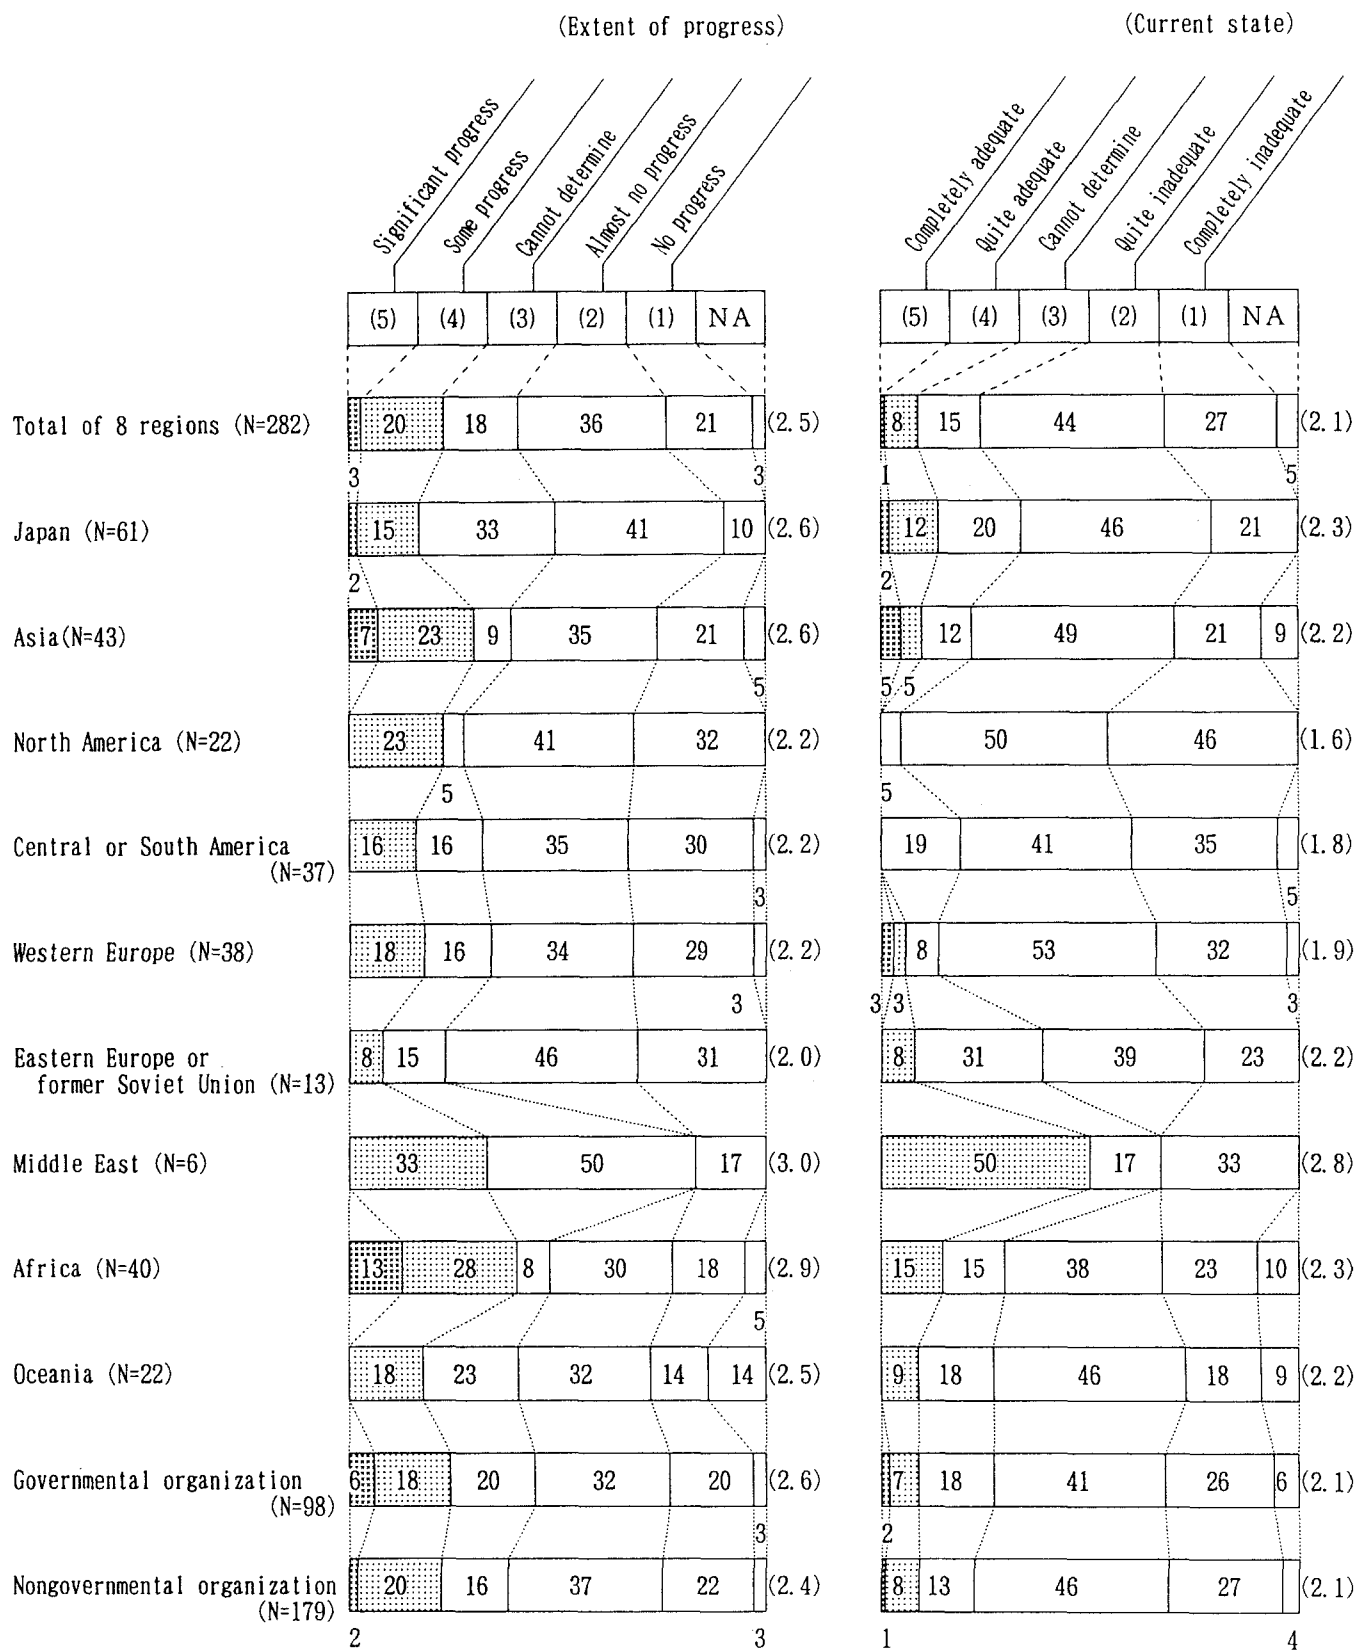 (Extent of progress) (Current state)
Significant progress Some progress Cannot determine Almost no progress No progress Completely adequate Quite adequate Cannot determine Quite inadequate Completely inadequate
(5) (4) (3) (2) (1) NA (5) (4) (3) (2) (1) NA
Total of 8 regions (N=282) 20 18 36 21 (2.5) 8 15 44 27 (2.1)
3 3 1 5
Japan (N=61) 15 33 41 10 (2.6) 12 20 46 21 (2.3)
2 2
Asia(N=43) 7 23 9 35 21 (2.6) 12 49 21 9 (2.2)
5 5 5
North America (N=22) 23 41 32 (2.2) 50 46 (1.6)
5 5
Central or South America 16 16 35 30 (2.2) 19 41 35 (1.8)
(N=37)
3 5
Western Europe (N=38) 18 16 34 29 (2.2) 8 53 32 (1.9)
3 3 3 3
Eastern Europe or 8 15 46 31 (2.0) 8 31 39 23 (2.2)
former Soviet Union (N=13)
Middle East (N=6) 33 50 17 (3.0) 50 17 33 (2.8)
Africa (N=40) 13 28 8 30 18 (2.9) 15 15 38 23 10 (2.3)
5
Oceania (N=22) 18 23 32 14 14 (2.5) 9 18 46 18 9 (2.2)
Governmental organization 6 18 20 32 20 (2.6) 7 18 41 26 6 (2.1)
(N=98)
3 2
Nongovernmental organization 20 16 37 22 (2.4) 8 13 46 27 (2.1)
(N=179)
2 3 1 4